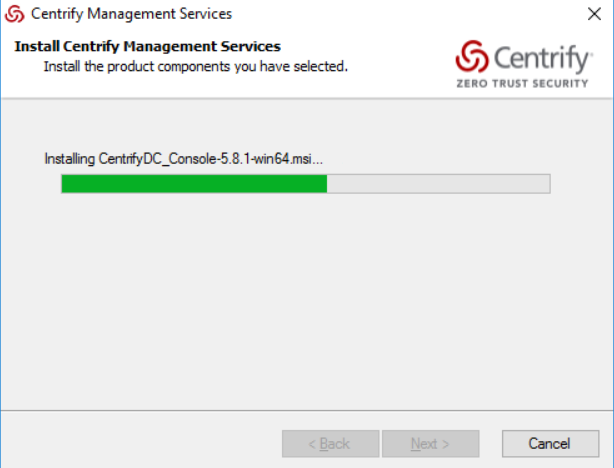 Centrify Management Services
Install Centrify Management Services
Install the product components you have selected.
Centrify
ZERO TRUST SECURITY
Installing CentrifyDC_Console-5.8.1-win64.msi...
< Back
Next >
Cancel